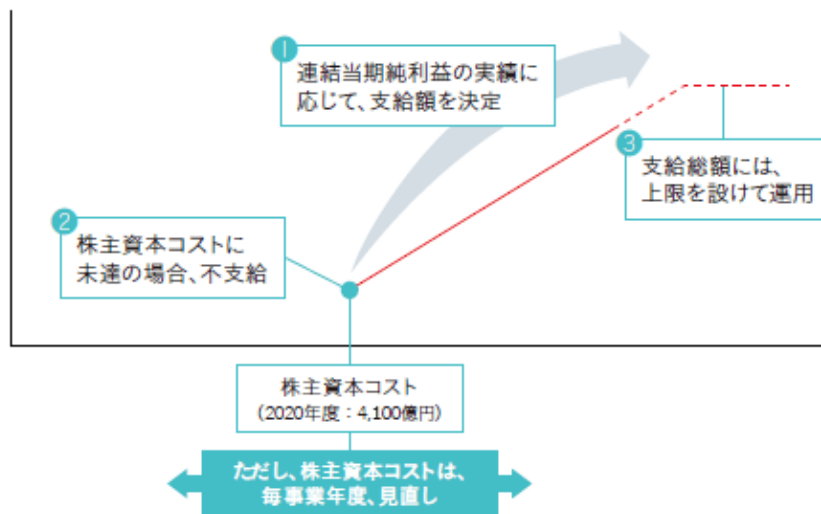 1
連結当期純利益の実績に
応じて、支給額を決定
2
株主資本コストに
未達の場合、不支給
3
支給総額には、
上限を設けて運用
株主資本コスト
（2020年度：4,100億円）
ただし、株主資本コストは、
毎事業年度、見直し